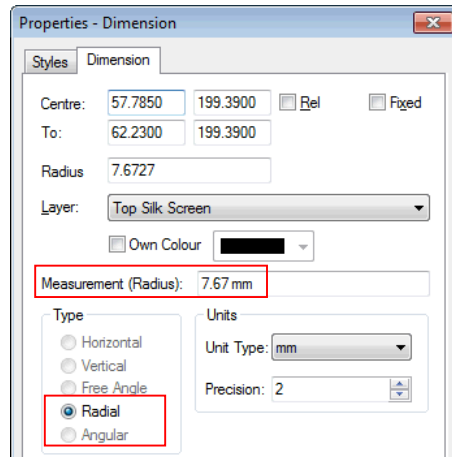 Properties - Dimension
Styles Dimension
Centre: 57.7850 199.3900 Rel Fixed
To: 62.2300 199.3900
Radius 7.6727
Layer: Top Silk Screen
Own Colour
Measurement (Radius): 7.67 mm
Type Units
Horizontal
Unit Type: mm
Vertical
Free Angle Precision: 2
Radial
Angular